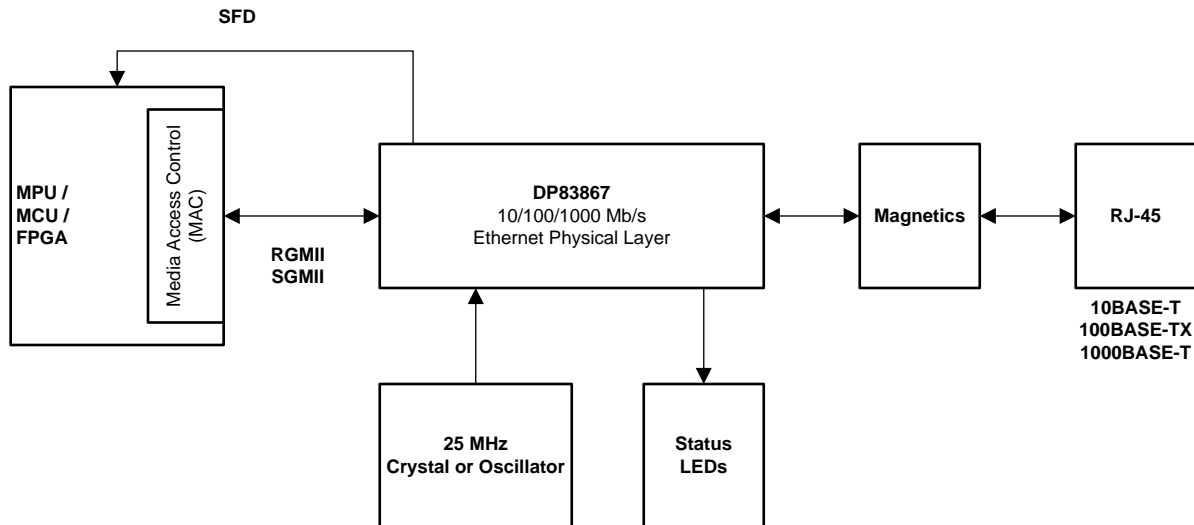 SFD
MPU /
MCU /
FPGA
Media Access Control
(MAC)
RGMII
SGMII
DP83867
10/100/1000 Mb/s
Ethernet Physical Layer
Magnetics
RJ-45
10BASE-T
100BASE-TX
1000BASE-T
25 MHz
Crystal or Oscillator
Status
LEDs